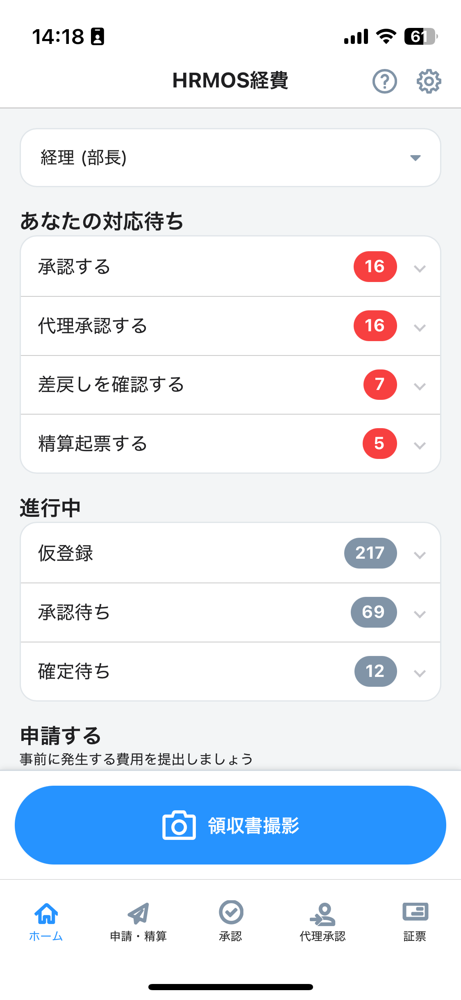 14:18
61
HRMOS経費
経理 (部長)
あなたの対応待ち
承認する 16
代理承認する 16
差戻しを確認する 7
精算起票する 5
進行中
仮登録 217
承認待ち 69
確定待ち 12
申請する
事前に発生する費用を提出しましょう
領収書撮影
ホーム 申請・精算 承認 代理承認 証票